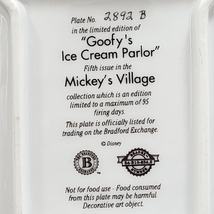 Plate No. 2892 B
in the limited edition of
"Goofy's
Ice Cream Parlor"
Fifth issue in the
Mickey's Village
collection which is an edition
limited to a maximum of 95
firing days.
This plate is officially listed for
trading on the Bradford Exchange.
© Disney
B
Not for food use - Food consumed
from this plate may be harmful
Decorative art object.